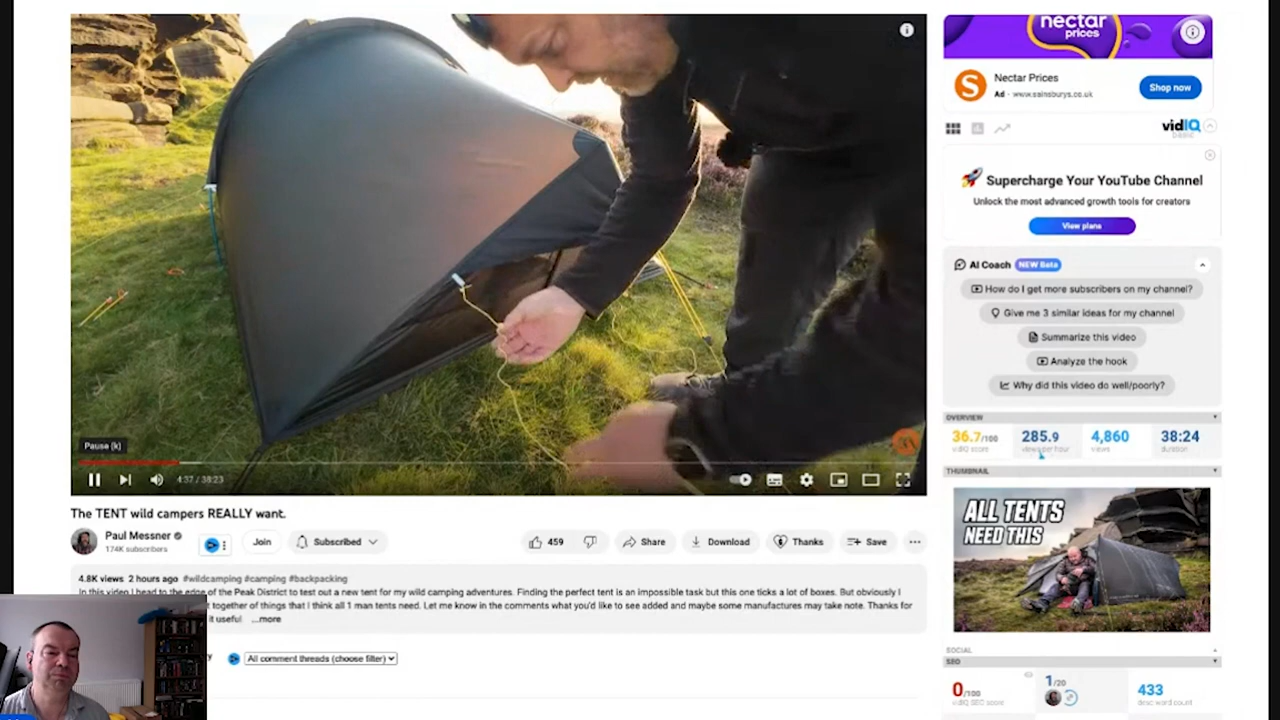 nectar
prices
Nectar Prices
Ad · www.sainsburys.co.uk
Shop now
vidIQ
BASIC
Supercharge Your YouTube Channel
Unlock the most advanced growth tools for creators
View plans
AI Coach NEW Beta
How do I get more subscribers on my channel?
Give me 3 similar ideas for my channel
Summarize this video
Analyze the hook
Why did this video do well/poorly?
OVERVIEW
36.7/100 285.9 4,860 38:24
vidIQ score views per hour views duration
THUMBNAIL
ALL TENTS
NEED THIS
SOCIAL
SEO
0/100 1/20 433
vidIQ SEO score desc word count
Pause (k)
4:37 / 38:23
The TENT wild campers REALLY want.
Paul Messner
174K subscribers
Join
Subscribed
459
Share
Download
Thanks
Save
4.8K views 2 hours ago #wildcamping #camping #backpacking
In this video I head to the edge of the Peak District to test out a new tent for my wild camping adventures. Finding the perfect tent is an impossible task but this one ticks a lot of boxes. But obviously I
together of things that I think all 1 man tents need. Let me know in the comments what you'd like to see added and maybe some manufactures may take note. Thanks for
it useful ...more
All comment threads (choose filter)